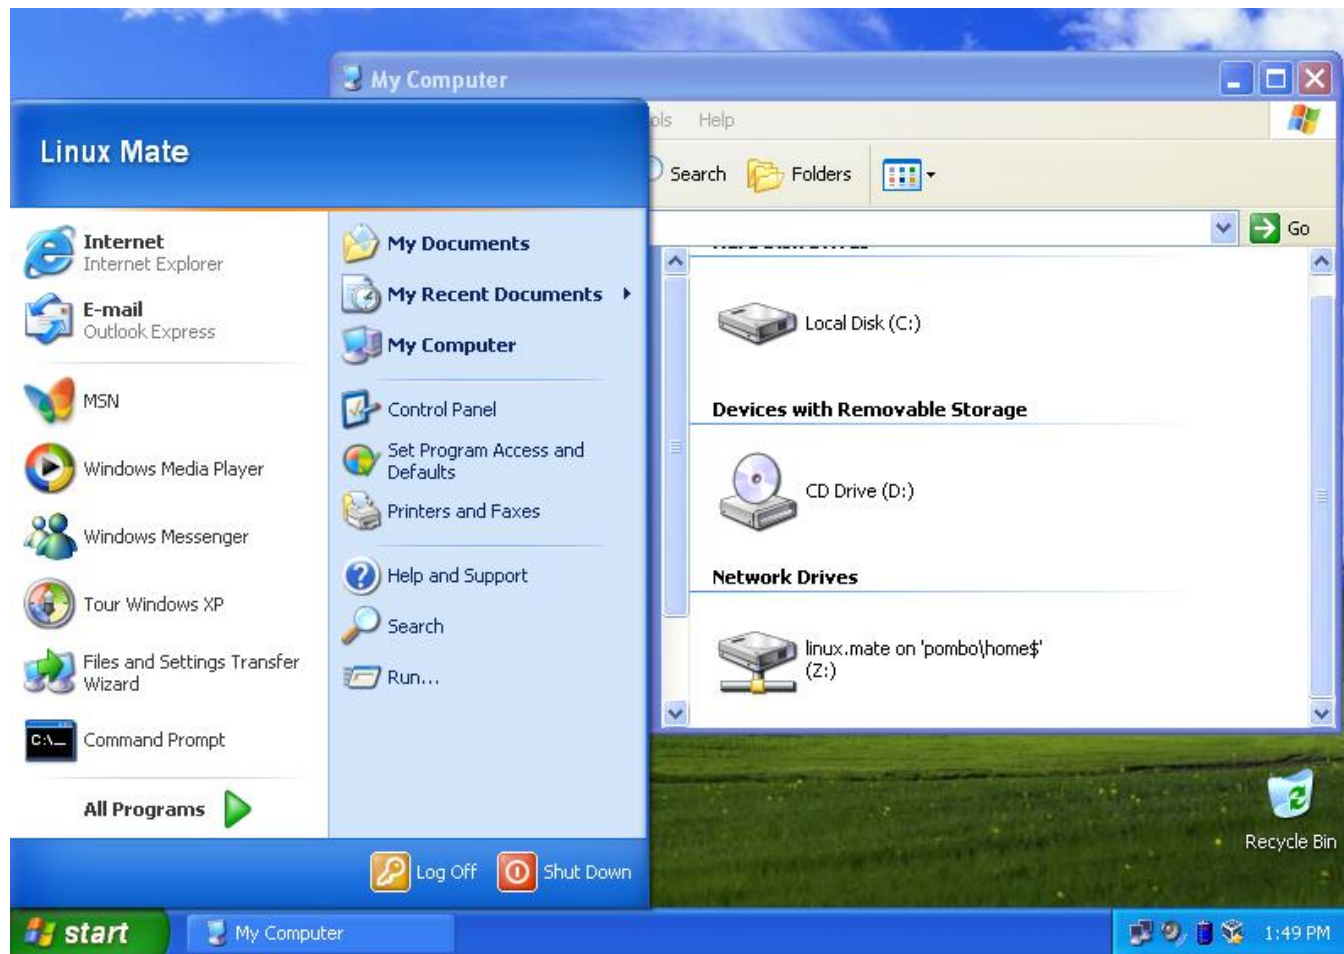 My Computer
Help
Search
Folders
Go
Linux Mate
Internet
Internet Explorer
E-mail
Outlook Express
MSN
Windows Media Player
Windows Messenger
Tour Windows XP
Files and Settings Transfer
Wizard
C:\_
Command Prompt
All Programs
My Documents
My Recent Documents
My Computer
Control Panel
Set Program Access and
Defaults
Printers and Faxes
Help and Support
Search
Run...
Log Off
Shut Down
Local Disk (C:)
Devices with Removable Storage
CD Drive (D:)
Network Drives
linux.mate on 'pombo\home$'
(Z:)
Recycle Bin
start
My Computer
1:49 PM